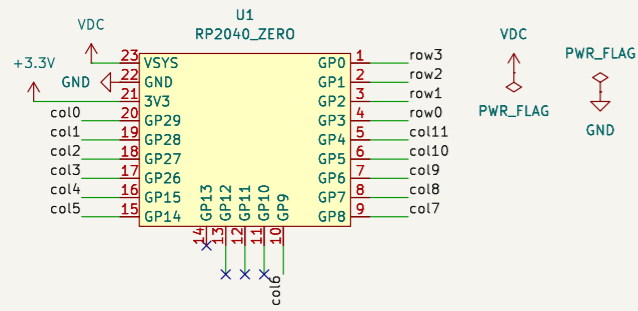 U1
RP2040_ZERO
VDC
+3.3V
GND
23 VSYS
22 GND
21 3V3
col0 20 GP29
col1 19 GP28
col2 18 GP27
col3 17 GP26
col4 16 GP15
col5 15 GP14
GP0 1 row3
GP1 2 row2
GP2 3 row1
GP3 4 row0
GP4 5 col11
GP5 6 col10
GP6 7 col9
GP7 8 col8
GP8 9 col7
GP13 GP12 GP11 GP10 GP9
14 13 12 11 10
col6
VDC
PWR_FLAG
PWR_FLAG
GND